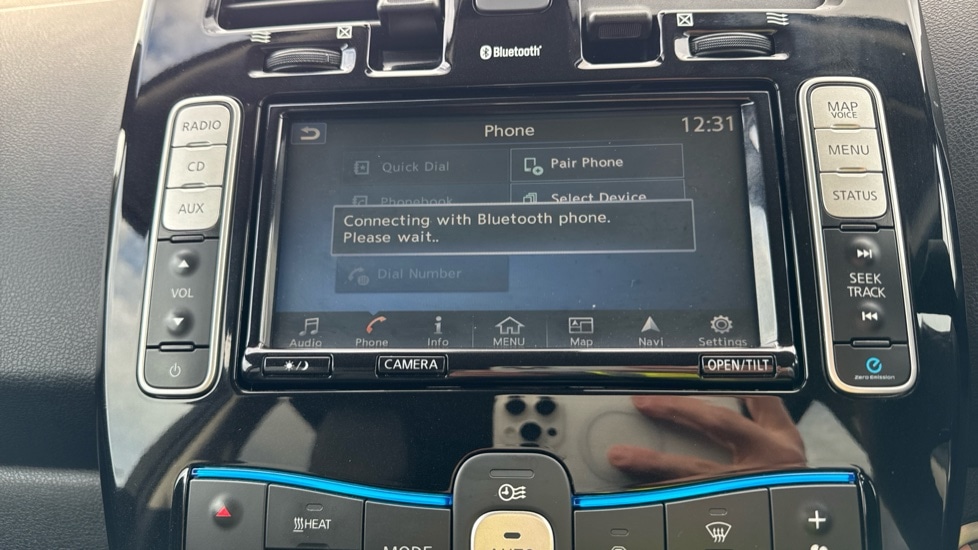 Bluetooth
RADIO
CD
AUX
VOL
Phone
12:31
Quick Dial
Pair Phone
Phonebook
Select Device
Connecting with Bluetooth phone.
Please wait..
Dial Number
Audio
Phone
Info
MENU
Map
Navi
Settings
CAMERA
OPEN/TILT
MAP
VOICE
MENU
STATUS
SEEK
TRACK
Zero Emission
HEAT
MODE
AUTO
+